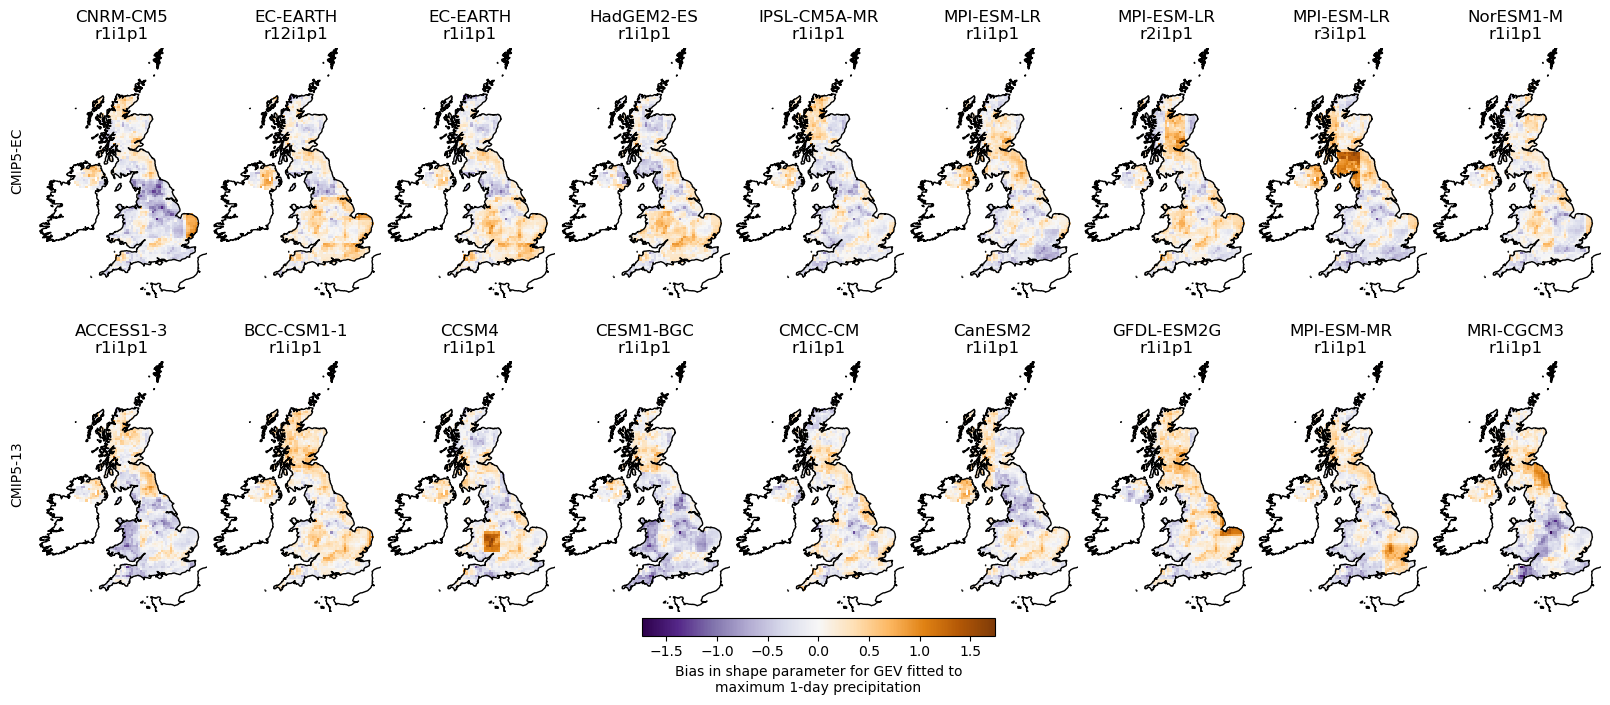 CNRM-CM5
r1i1p1
EC-EARTH
r12i1p1
EC-EARTH
r1i1p1
HadGEM2-ES
r1i1p1
IPSL-CM5A-MR
r1i1p1
MPI-ESM-LR
r1i1p1
MPI-ESM-LR
r2i1p1
MPI-ESM-LR
r3i1p1
NorESM1-M
r1i1p1
CMIP5-EC
ACCESS1-3
r1i1p1
BCC-CSM1-1
r1i1p1
CCSM4
r1i1p1
CESM1-BGC
r1i1p1
CMCC-CM
r1i1p1
CanESM2
r1i1p1
GFDL-ESM2G
r1i1p1
MPI-ESM-MR
r1i1p1
MRI-CGCM3
r1i1p1
CMIP5-13
−1.5 −1.0 −0.5 0.0 0.5 1.0 1.5
Bias in shape parameter for GEV fitted to
maximum 1-day precipitation